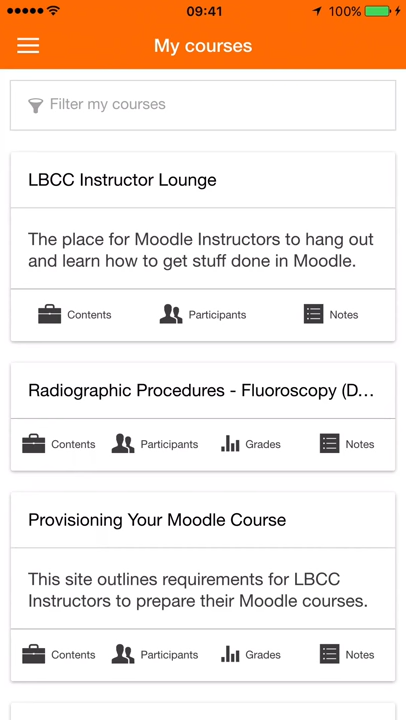 09:41
100%
My courses
Filter my courses
LBCC Instructor Lounge
The place for Moodle Instructors to hang out
and learn how to get stuff done in Moodle.
Contents Participants Notes
Radiographic Procedures - Fluoroscopy (D...
Contents Participants Grades Notes
Provisioning Your Moodle Course
This site outlines requirements for LBCC
Instructors to prepare their Moodle courses.
Contents Participants Grades Notes